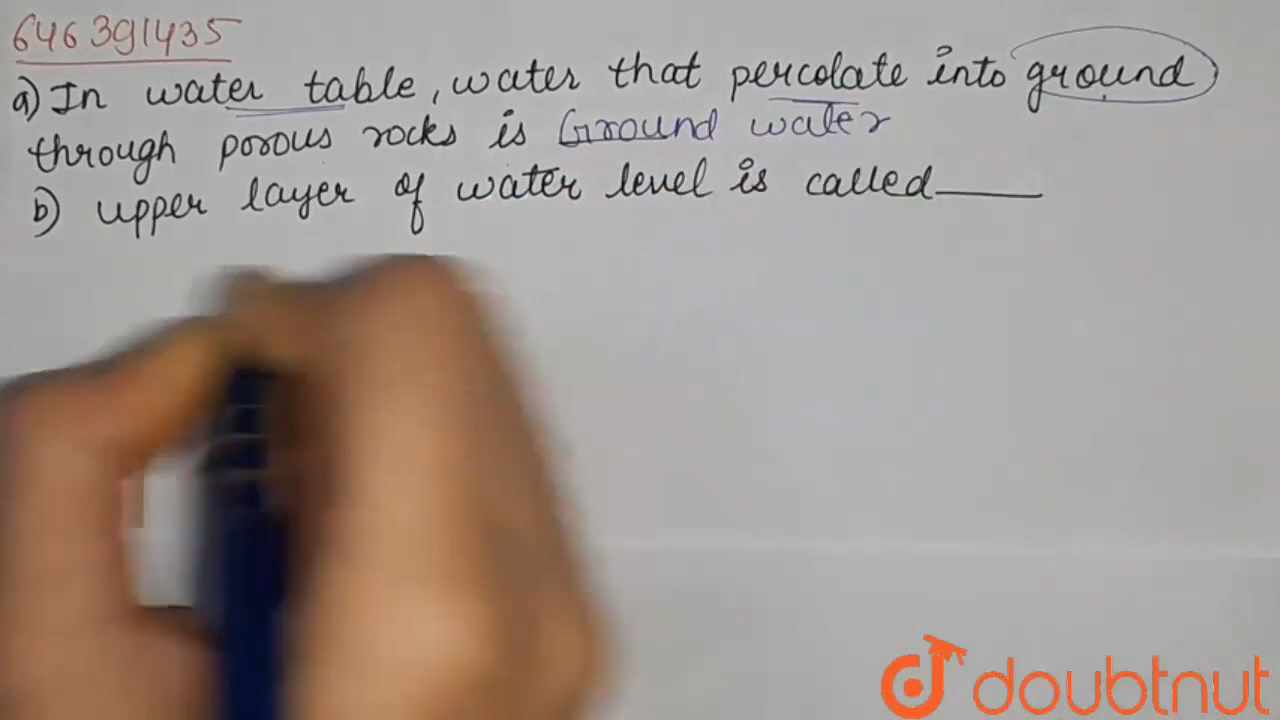 646391435
a) In water table, water that percolate into ground
through porous rocks is Ground water
b) upper layer of water level is called____
doubtnut